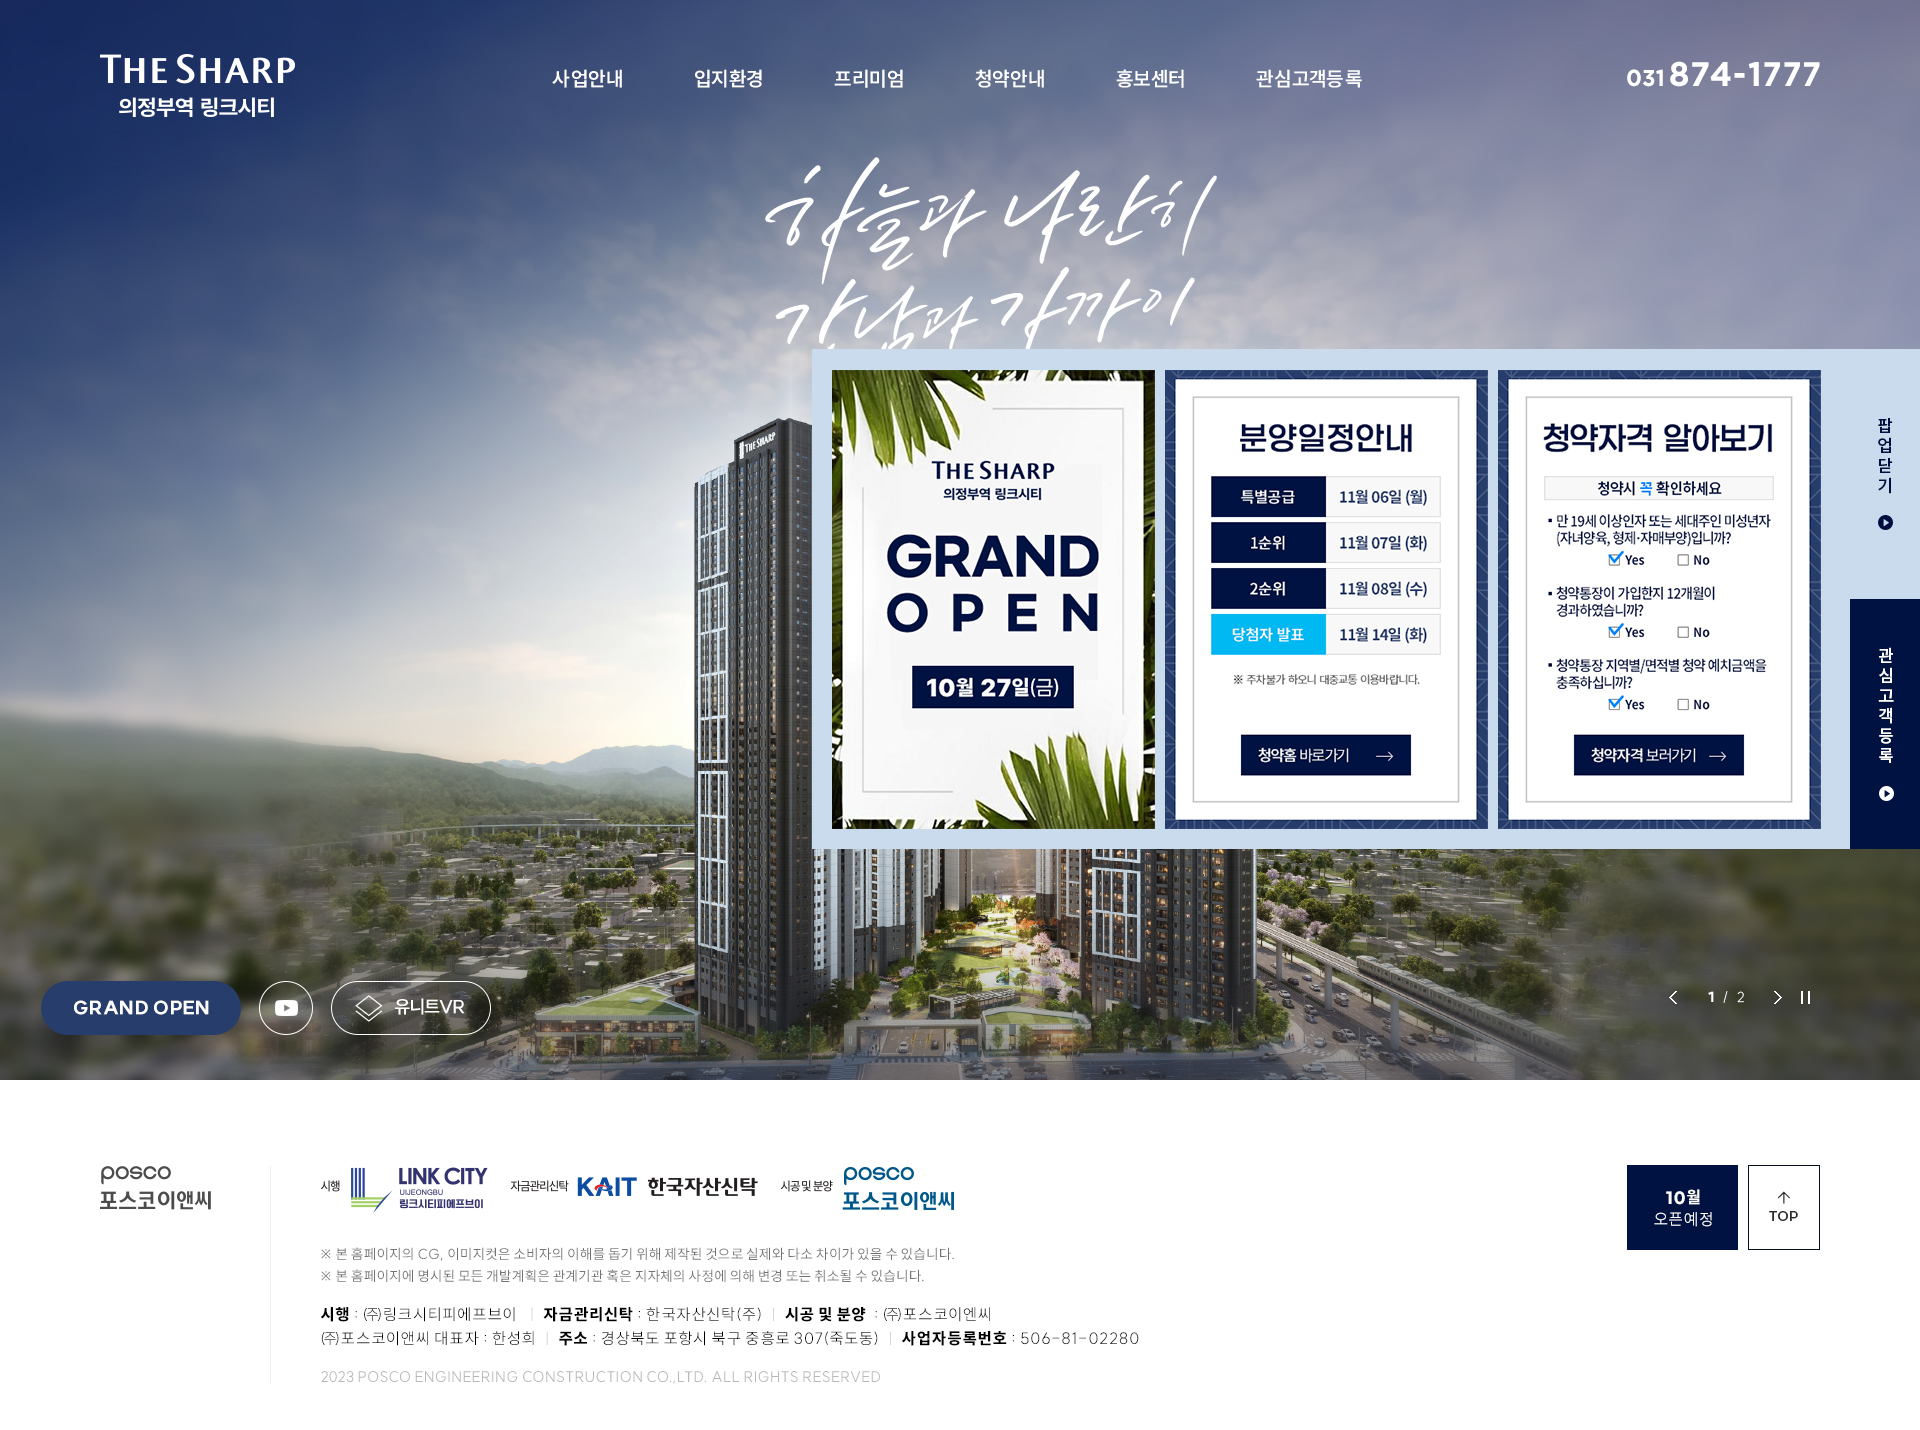 THE SHARP
의정부역 링크시티
사업안내
입지환경
프리미엄
청약안내
홍보센터
관심고객등록
031 874-1777
하늘과 나란히
강남과 가까이
THE SHARP
THE SHARP
의정부역 링크시티
GRAND
OPEN
10월 27일(금)
분양일정안내
특별공급 11월 06일 (월)
1순위 11월 07일 (화)
2순위 11월 08일 (수)
당첨자 발표 11월 14일 (화)
※ 주차불가 하오니 대중교통 이용바랍니다.
청약홈 바로가기 →
청약자격 알아보기
청약시 꼭 확인하세요
▪ 만 19세 이상인자 또는 세대주인 미성년자
(자녀양육, 형제·자매부양)입니까?
Yes No
▪ 청약통장이 가입한지 12개월이
경과하였습니까?
Yes No
▪ 청약통장 지역별/면적별 청약 예치금액을
충족하십니까?
Yes No
청약자격 보러가기 →
팝업닫기
관심고객등록
GRAND OPEN
유니트VR
1 / 2
posco
포스코이앤씨
시행
LINK CITY
UIJEONGBU
링크시티피에프브이
자금관리신탁
KAIT 한국자산신탁
시공 및 분양
posco
포스코이앤씨
10월
오픈예정
TOP
※ 본 홈페이지의 CG, 이미지컷은 소비자의 이해를 돕기 위해 제작된 것으로 실제와 다소 차이가 있을 수 있습니다.
※ 본 홈페이지에 명시된 모든 개발계획은 관계기관 혹은 지자체의 사정에 의해 변경 또는 취소될 수 있습니다.
시행 : ㈜링크시티피에프브이 | 자금관리신탁 : 한국자산신탁(주) | 시공 및 분양 : ㈜포스코이엔씨
㈜포스코이앤씨 대표자 : 한성희 | 주소 : 경상북도 포항시 북구 중흥로 307(죽도동) | 사업자등록번호 : 506-81-02280
2023 POSCO ENGINEERING CONSTRUCTION CO.,LTD. ALL RIGHTS RESERVED